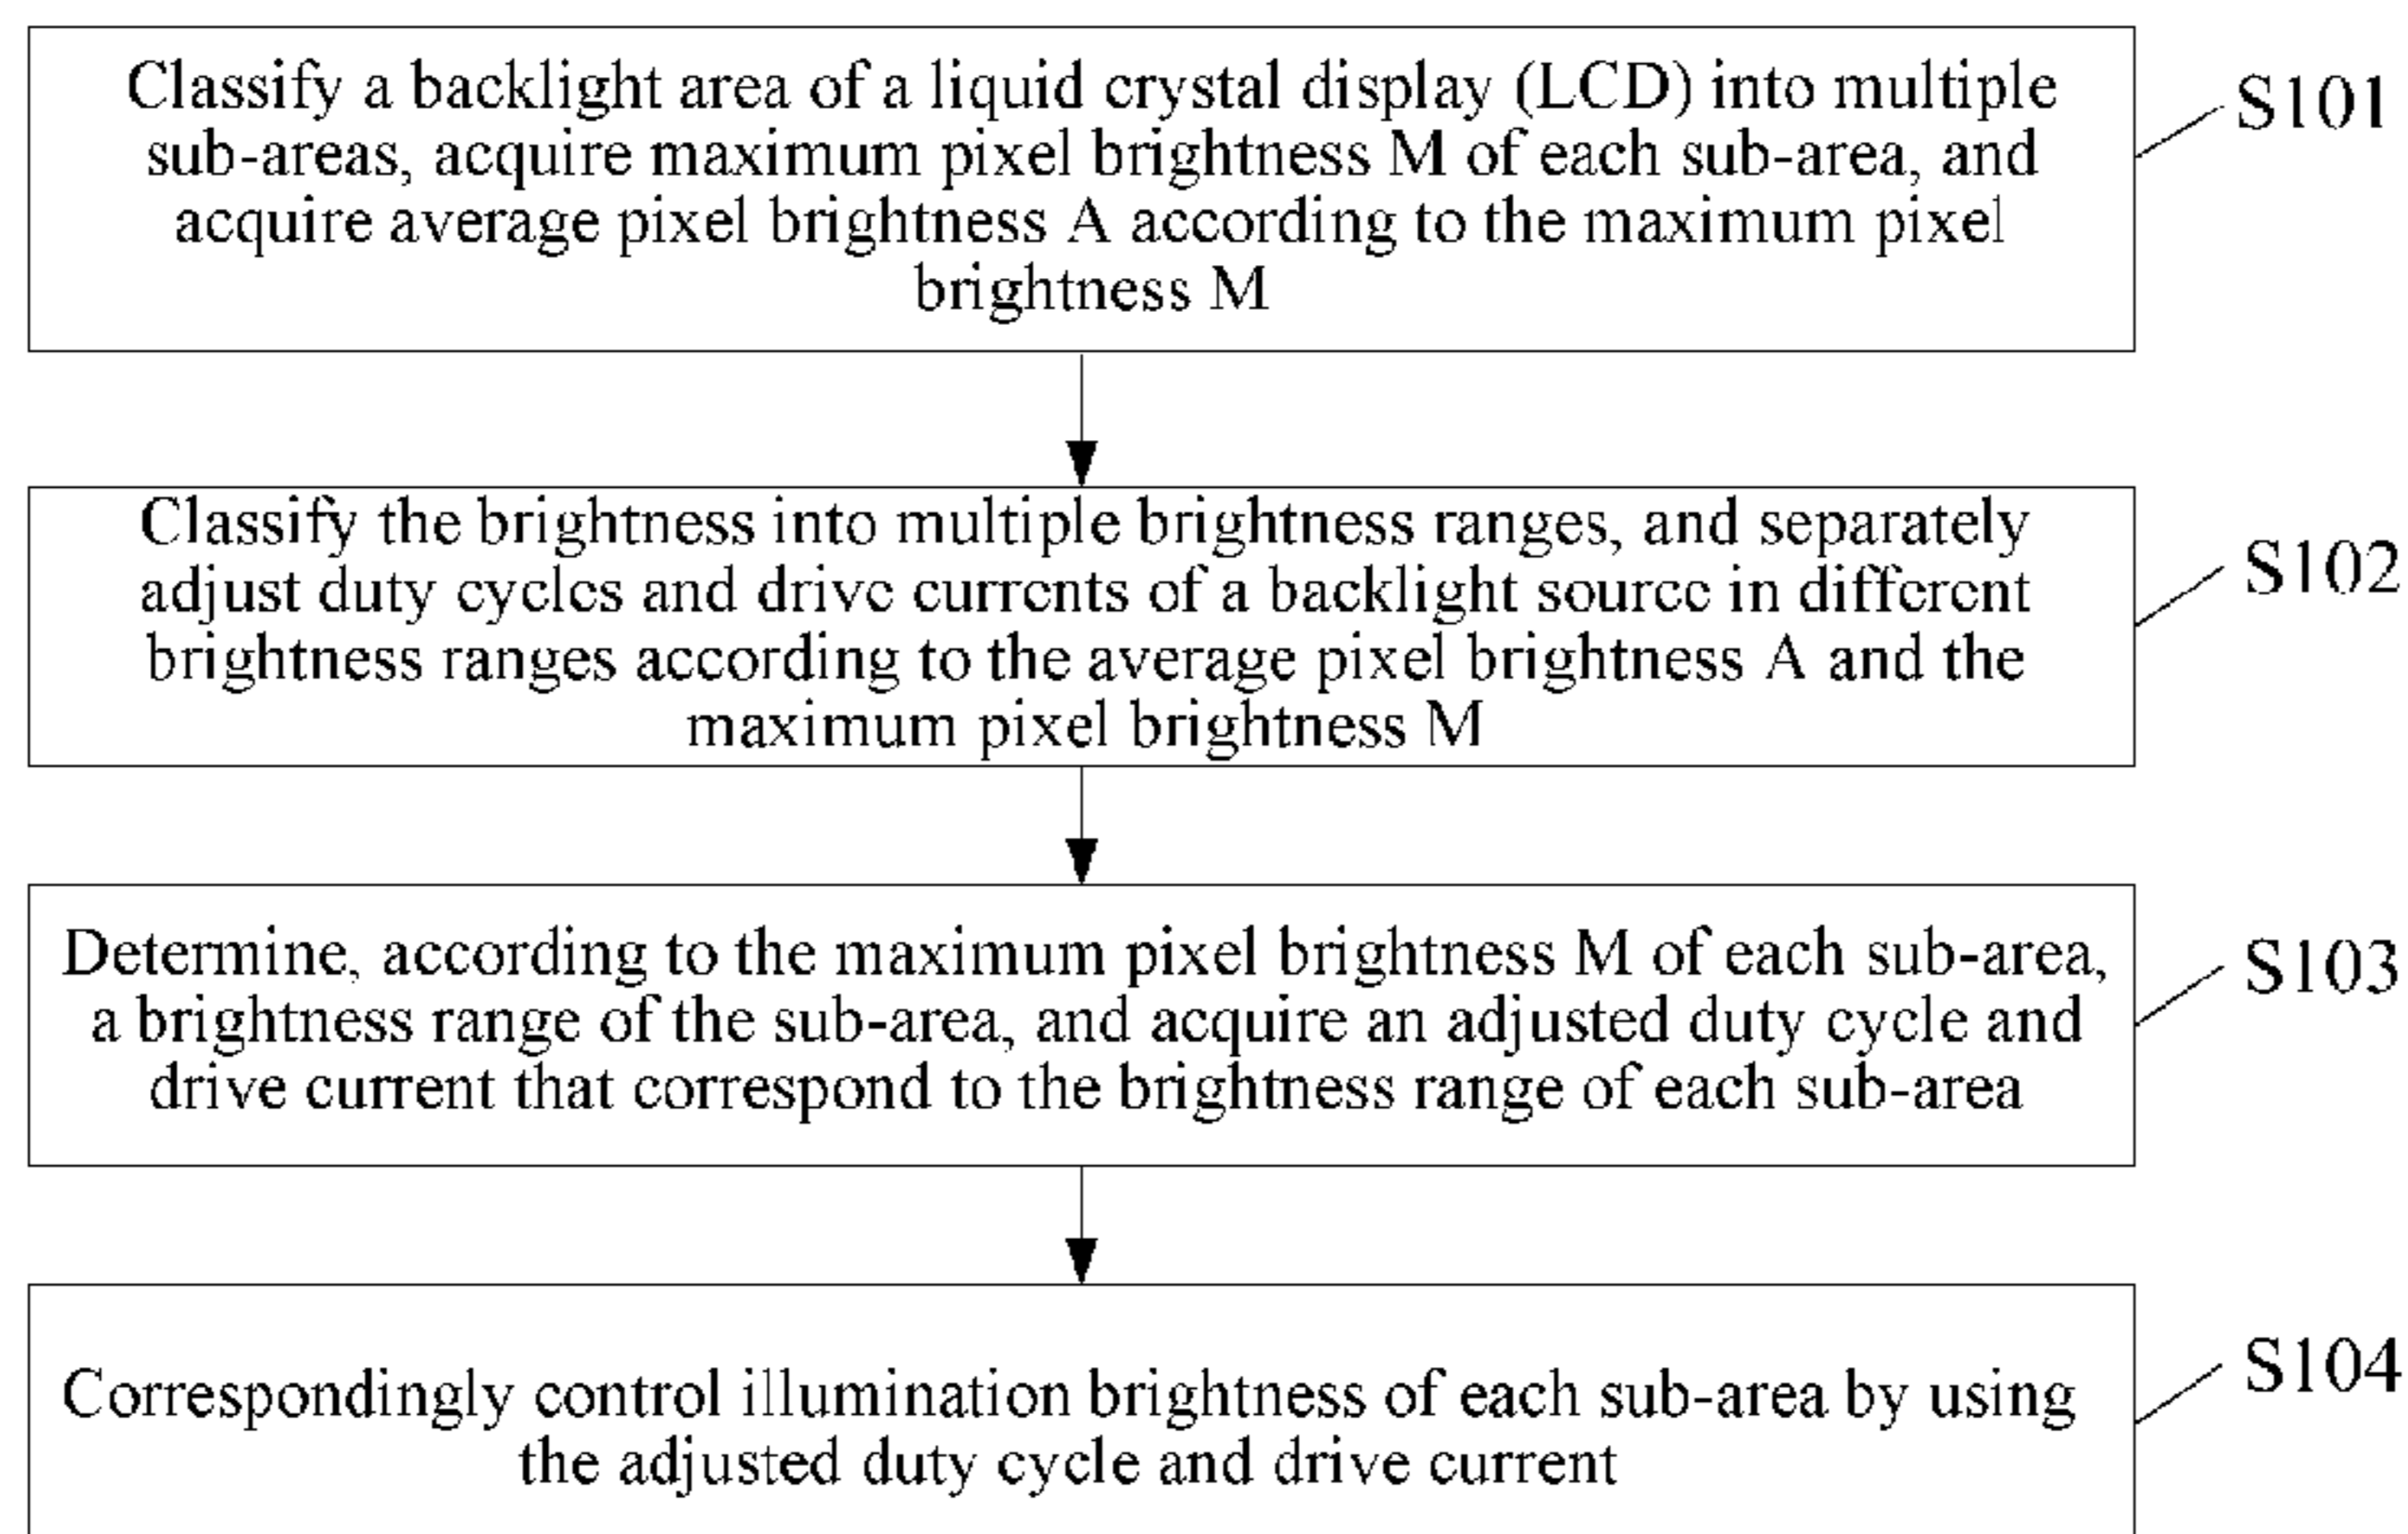 Classify a backlight area of a liquid crystal display (LCD) into multiple
sub-areas, acquire maximum pixel brightness M of each sub-area, and
acquire average pixel brightness A according to the maximum pixel
brightness M
S101
Classify the brightness into multiple brightness ranges, and separately
adjust duty cycles and drive currents of a backlight source in different
brightness ranges according to the average pixel brightness A and the
maximum pixel brightness M
S102
Determine, according to the maximum pixel brightness M of each sub-area,
a brightness range of the sub-area, and acquire an adjusted duty cycle and
drive current that correspond to the brightness range of each sub-area
S103
Correspondingly control illumination brightness of each sub-area by using
the adjusted duty cycle and drive current
S104